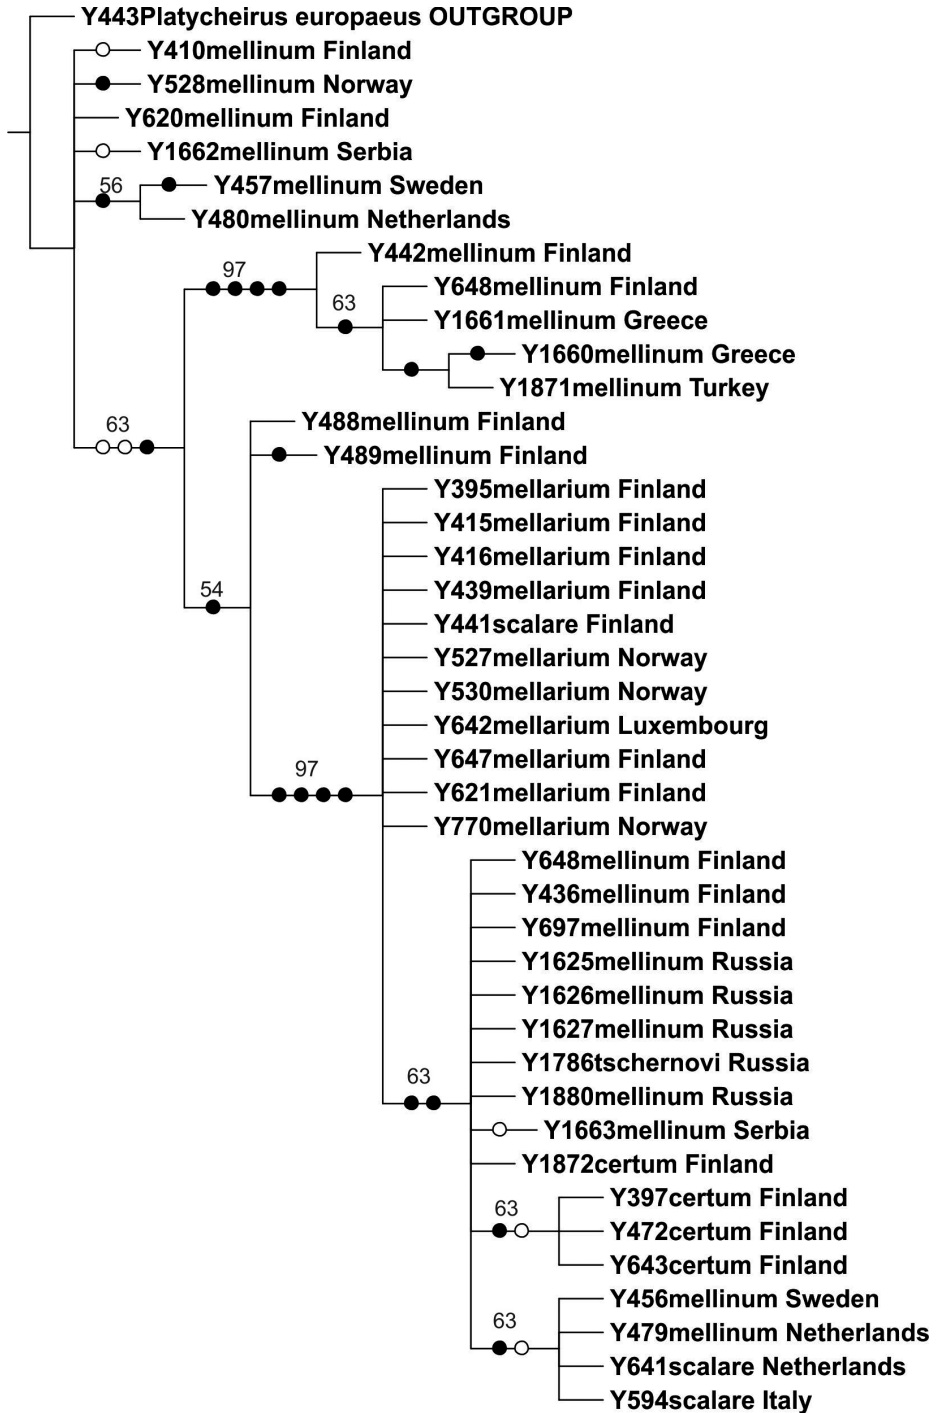 Y443Platycheirus europaeus OUTGROUP
Y410mellinum Finland
Y528mellinum Norway
Y620mellinum Finland
Y1662mellinum Serbia
56
Y457mellinum Sweden
Y480mellinum Netherlands
Y442mellinum Finland
97
Y648mellinum Finland
63
Y1661mellinum Greece
Y1660mellinum Greece
Y1871mellinum Turkey
Y488mellinum Finland
63
Y489mellinum Finland
Y395mellarium Finland
Y415mellarium Finland
Y416mellarium Finland
54
Y439mellarium Finland
Y441scalare Finland
Y527mellarium Norway
Y530mellarium Norway
Y642mellarium Luxembourg
Y647mellarium Finland
97
Y621mellarium Finland
Y770mellarium Norway
Y648mellinum Finland
Y436mellinum Finland
Y697mellinum Finland
Y1625mellinum Russia
Y1626mellinum Russia
Y1627mellinum Russia
Y1786tschernovi Russia
63
Y1880mellinum Russia
Y1663mellinum Serbia
Y1872certum Finland
Y397certum Finland
63
Y472certum Finland
Y643certum Finland
Y456mellinum Sweden
63
Y479mellinum Netherlands
Y641scalare Netherlands
Y594scalare Italy